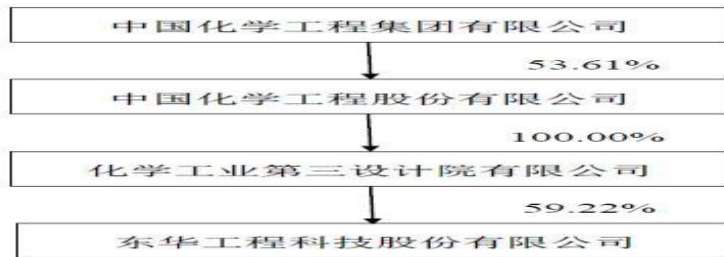 中国化学工程集团有限公司
53.61%
中国化学工程股份有限公司
100.00%
化学工业第三设计院有限公司
59.22%
东华工程科技股份有限公司